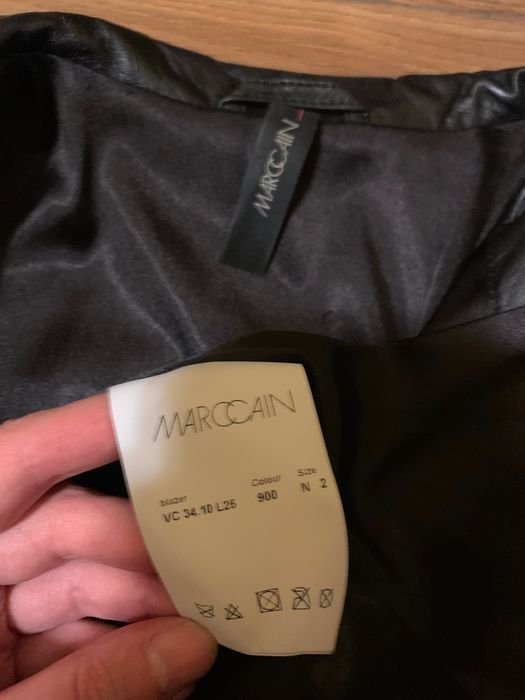 MARCCAIN
MARCCAIN
blazer Colour Size
VC 34.10 L25 900 N 2